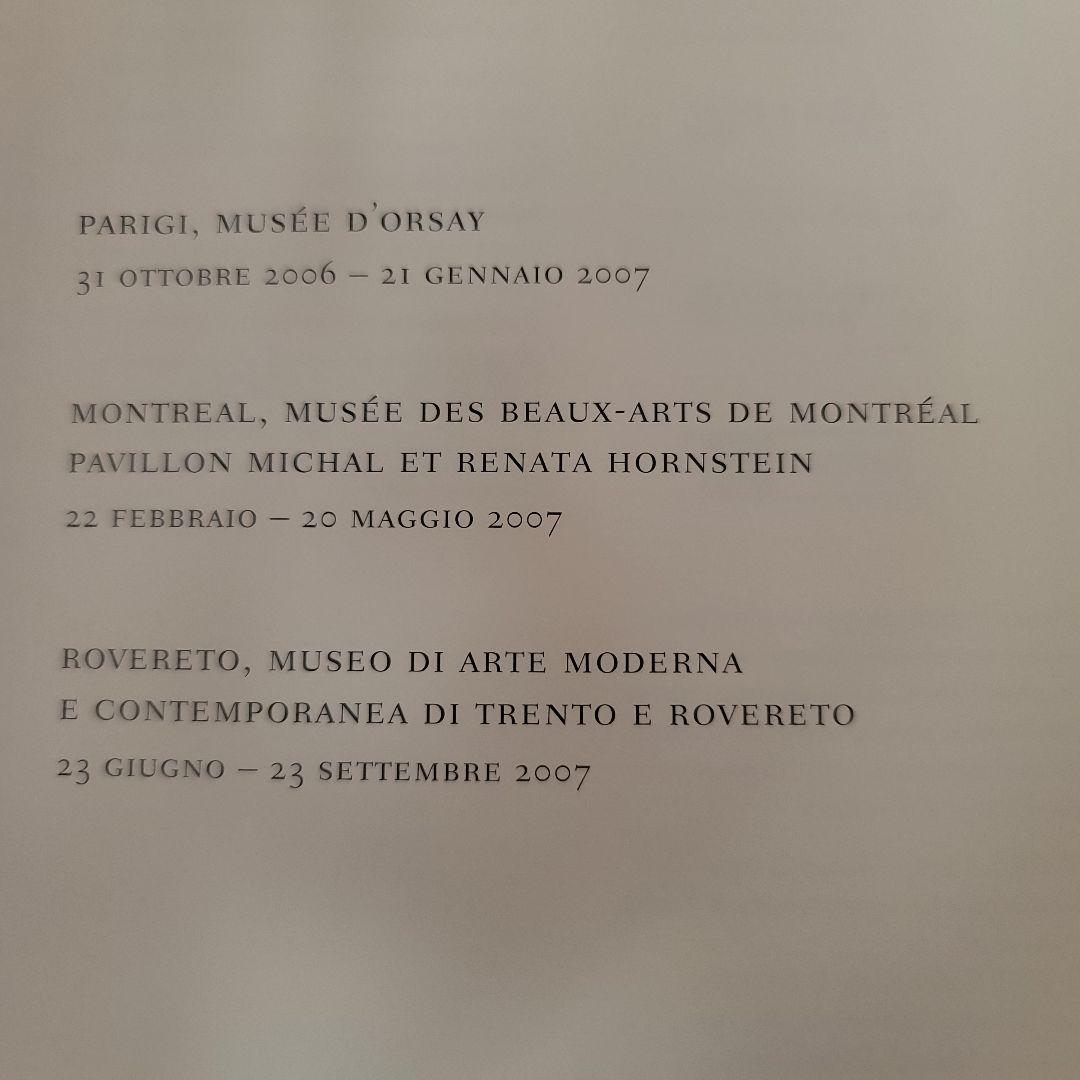 PARIGI, MUSÉE D'ORSAY
31 OTTOBRE 2006 – 21 GENNAIO 2007
MONTREAL, MUSÉE DES BEAUX-ARTS DE MONTRÉAL
PAVILLON MICHAL ET RENATA HORNSTEIN
22 FEBBRAIO – 20 MAGGIO 2007
ROVERETO, MUSEO DI ARTE MODERNA
E CONTEMPORANEA DI TRENTO E ROVERETO
23 GIUGNO – 23 SETTEMBRE 2007